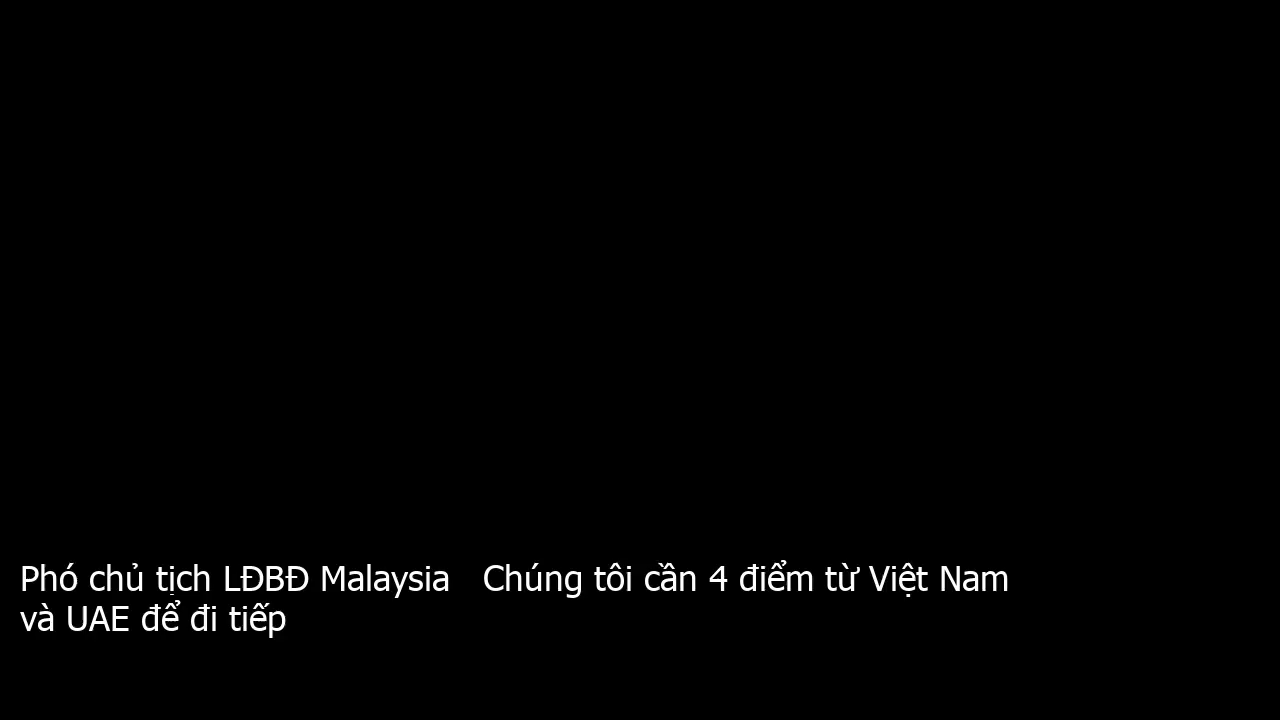 Phó chủ tịch LĐBĐ Malaysia   Chúng tôi cần 4 điểm từ Việt Nam
và UAE để đi tiếp